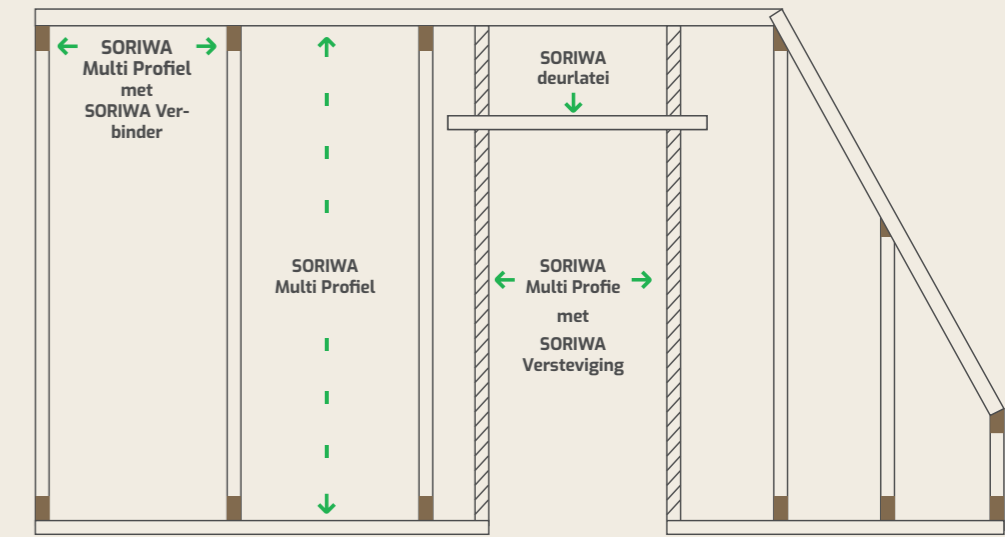 SORIWA
Multi Profiel
met
SORIWA Ver-
binder
SORIWA
deurlatei
SORIWA
Multi Profiel
SORIWA
Multi Profie
met
SORIWA
Versteviging